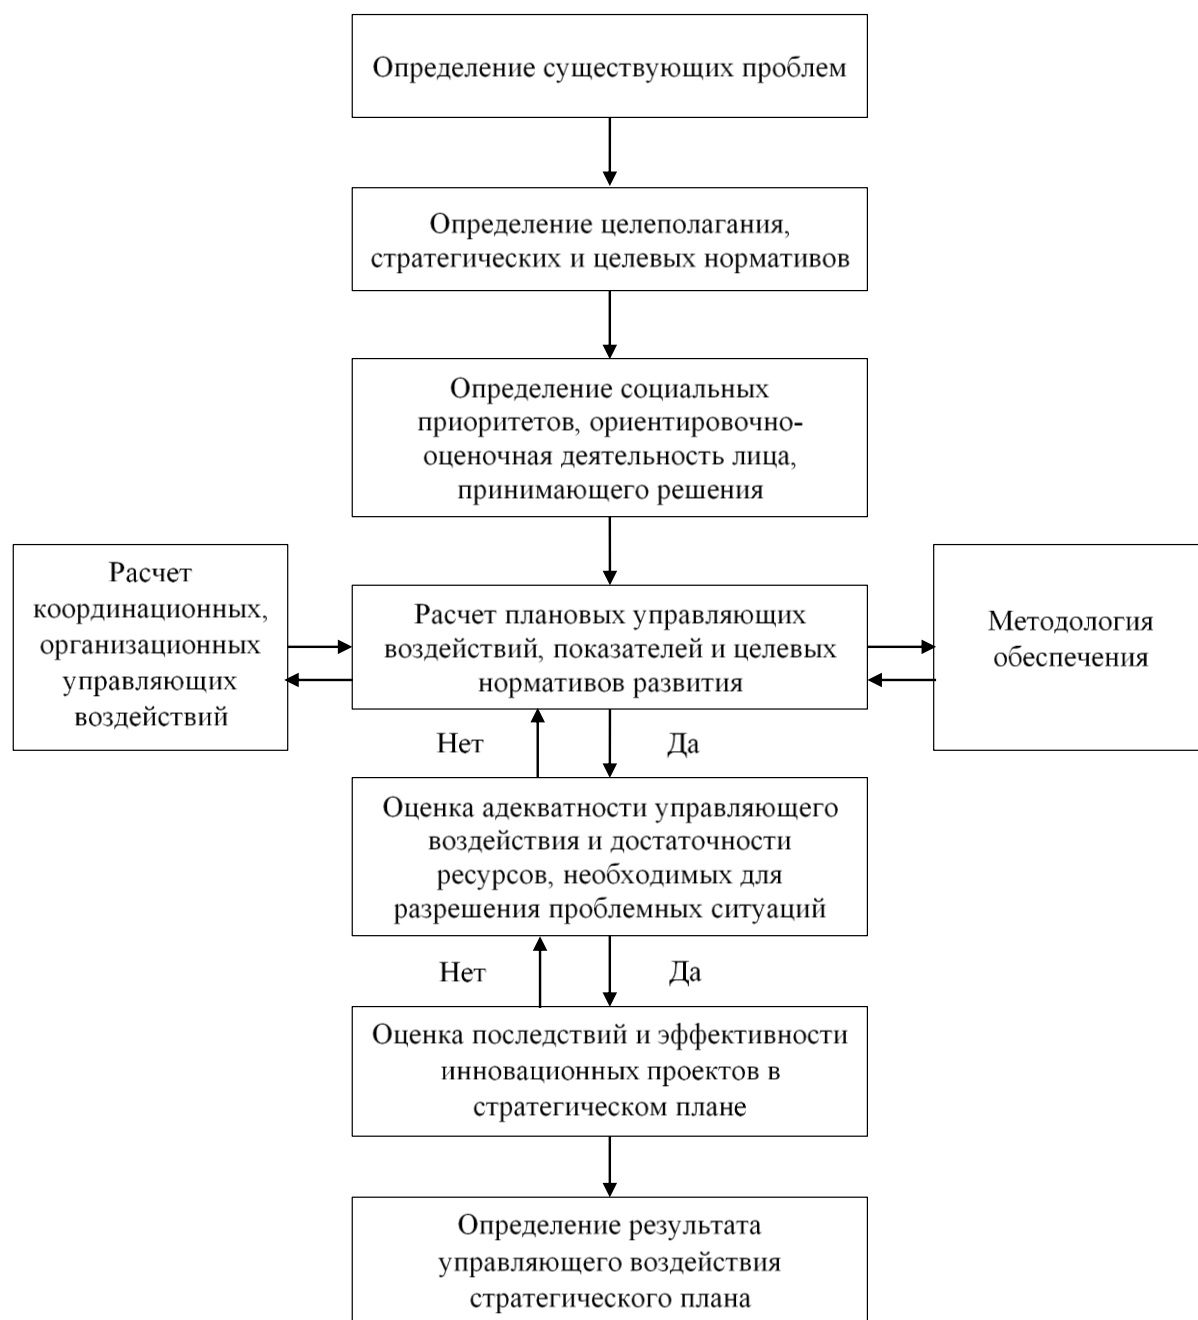 Определение существующих проблем
Определение целеполагания,
стратегических и целевых нормативов
Определение социальных
приоритетов, ориентировочно-
оценочная деятельность лица,
принимающего решения
Расчет
координационных,
организационных
управляющих
воздействий
Расчет плановых управляющих
воздействий, показателей и целевых
нормативов развития
Методология
обеспечения
Нет
Да
Оценка адекватности управляющего
воздействия и достаточности
ресурсов, необходимых для
разрешения проблемных ситуаций
Нет
Да
Оценка последствий и эффективности
инновационных проектов в
стратегическом плане
Определение результата
управляющего воздействия
стратегического плана